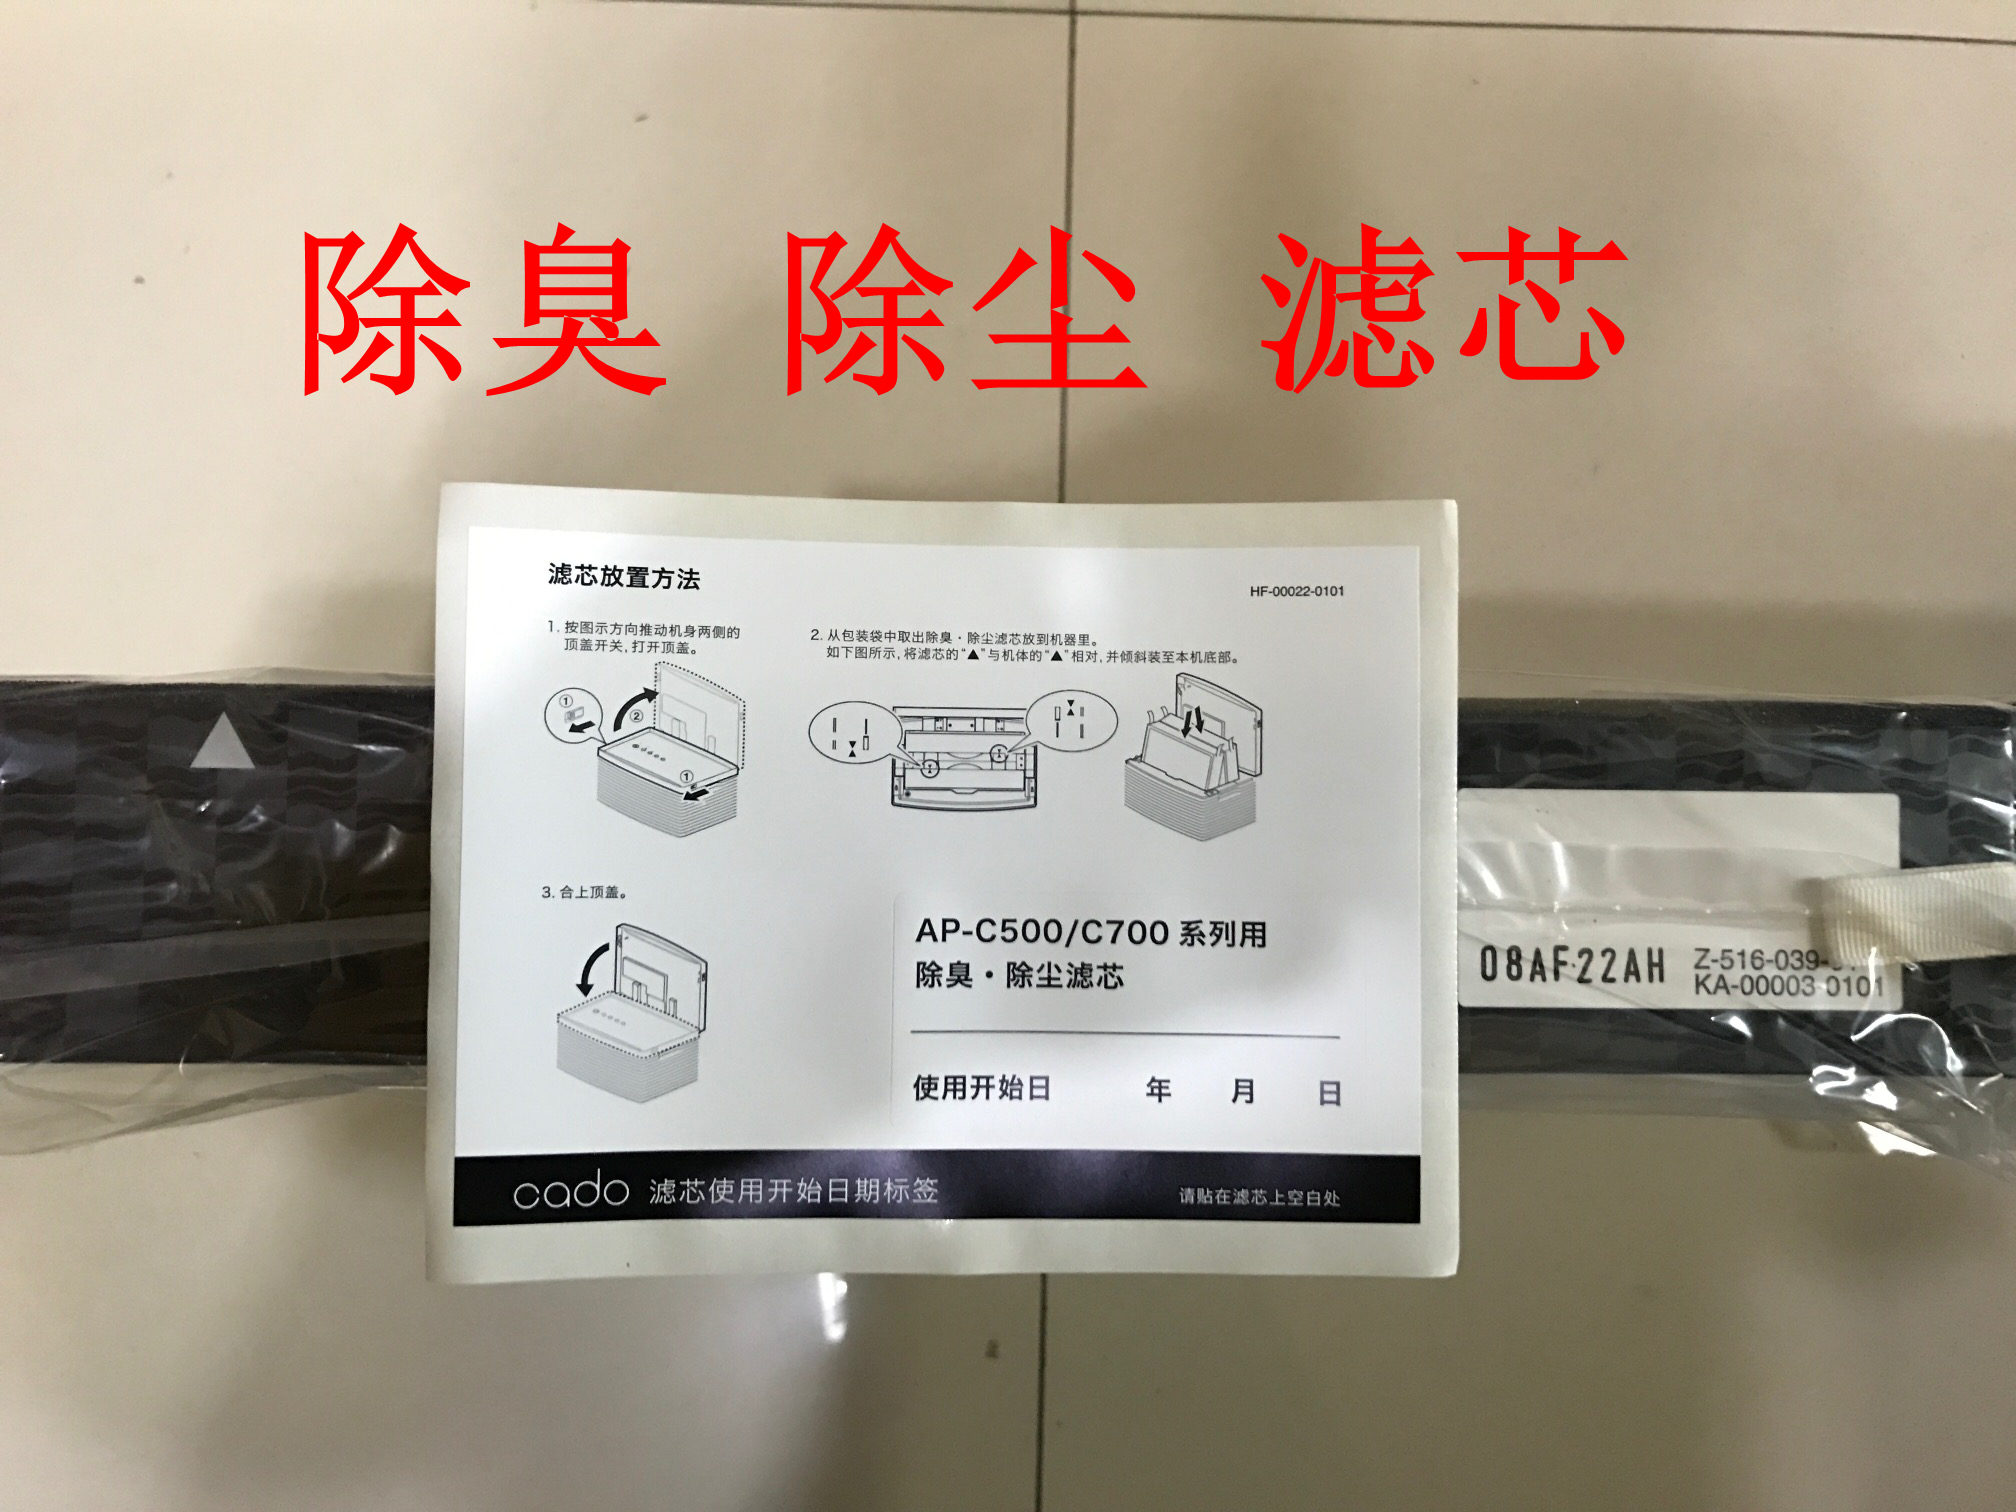 除臭 除尘 滤芯
滤芯放置方法
HF-00022-0101
1. 按图示方向推动机身两侧的
顶盖开关,打开顶盖。
2. 从包装袋中取出除臭・除尘滤芯放到机器里。
如下图所示,将滤芯的“▲”与机体的“▲”相对,并倾斜装至本机底部。
①
②
①
3. 合上顶盖。
AP-C500/C700 系列用
除臭・除尘滤芯
使用开始日 年 月 日
cado 滤芯使用开始日期标签
请贴在滤芯上空白处
08AF22AH
Z-516-039-
KA-00003-0101